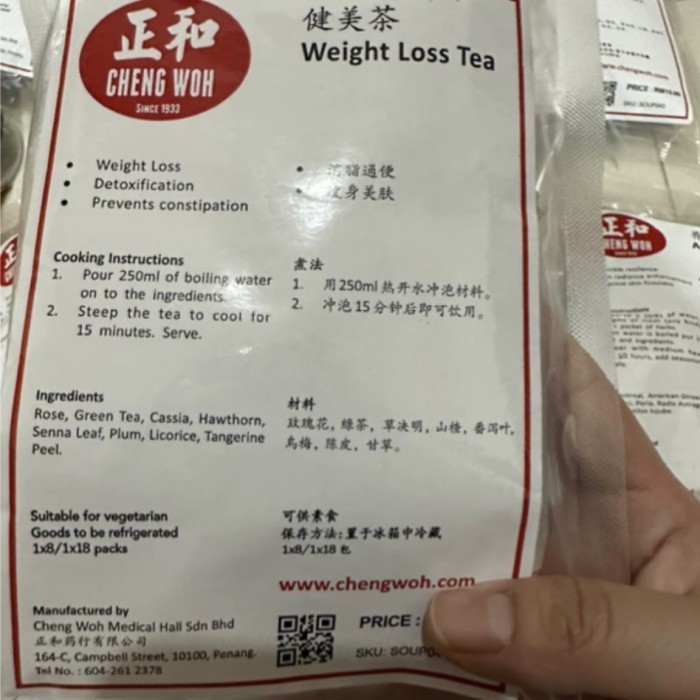 正和
CHENG WOH
SINCE 1933
健美茶
Weight Loss Tea
• Weight Loss
• Detoxification
• Prevents constipation
• 脂通便
• 身美肤
Cooking Instructions
1. Pour 250ml of boiling water
on to the ingredients.
2. Steep the tea to cool for
15 minutes. Serve.
煮法
1. 用250ml热开水冲泡材料。
2. 冲泡15分钟后即可饮用。
Ingredients
Rose, Green Tea, Cassia, Hawthorn,
Senna Leaf, Plum, Licorice, Tangerine
Peel.
材料
玫瑰花，绿茶，草决明，山楂，番泻叶，
乌梅，陈皮，甘草。
Suitable for vegetarian
Goods to be refrigerated
1x8/1x18 packs
可供素食
保存方法:置于冰箱中冷藏
1x8/1x18 包
www.chengwoh.com
Manufactured by
Cheng Woh Medical Hall Sdn Bhd
正和药行有限公司
164-C, Campbell Street, 10100, Penang.
Tel No. : 604-261 2378
PRICE :
SKU: SOUP
www.chengwoh.com
PRICE :
SKU:
正和
CHENG WOH
SINCE 1933